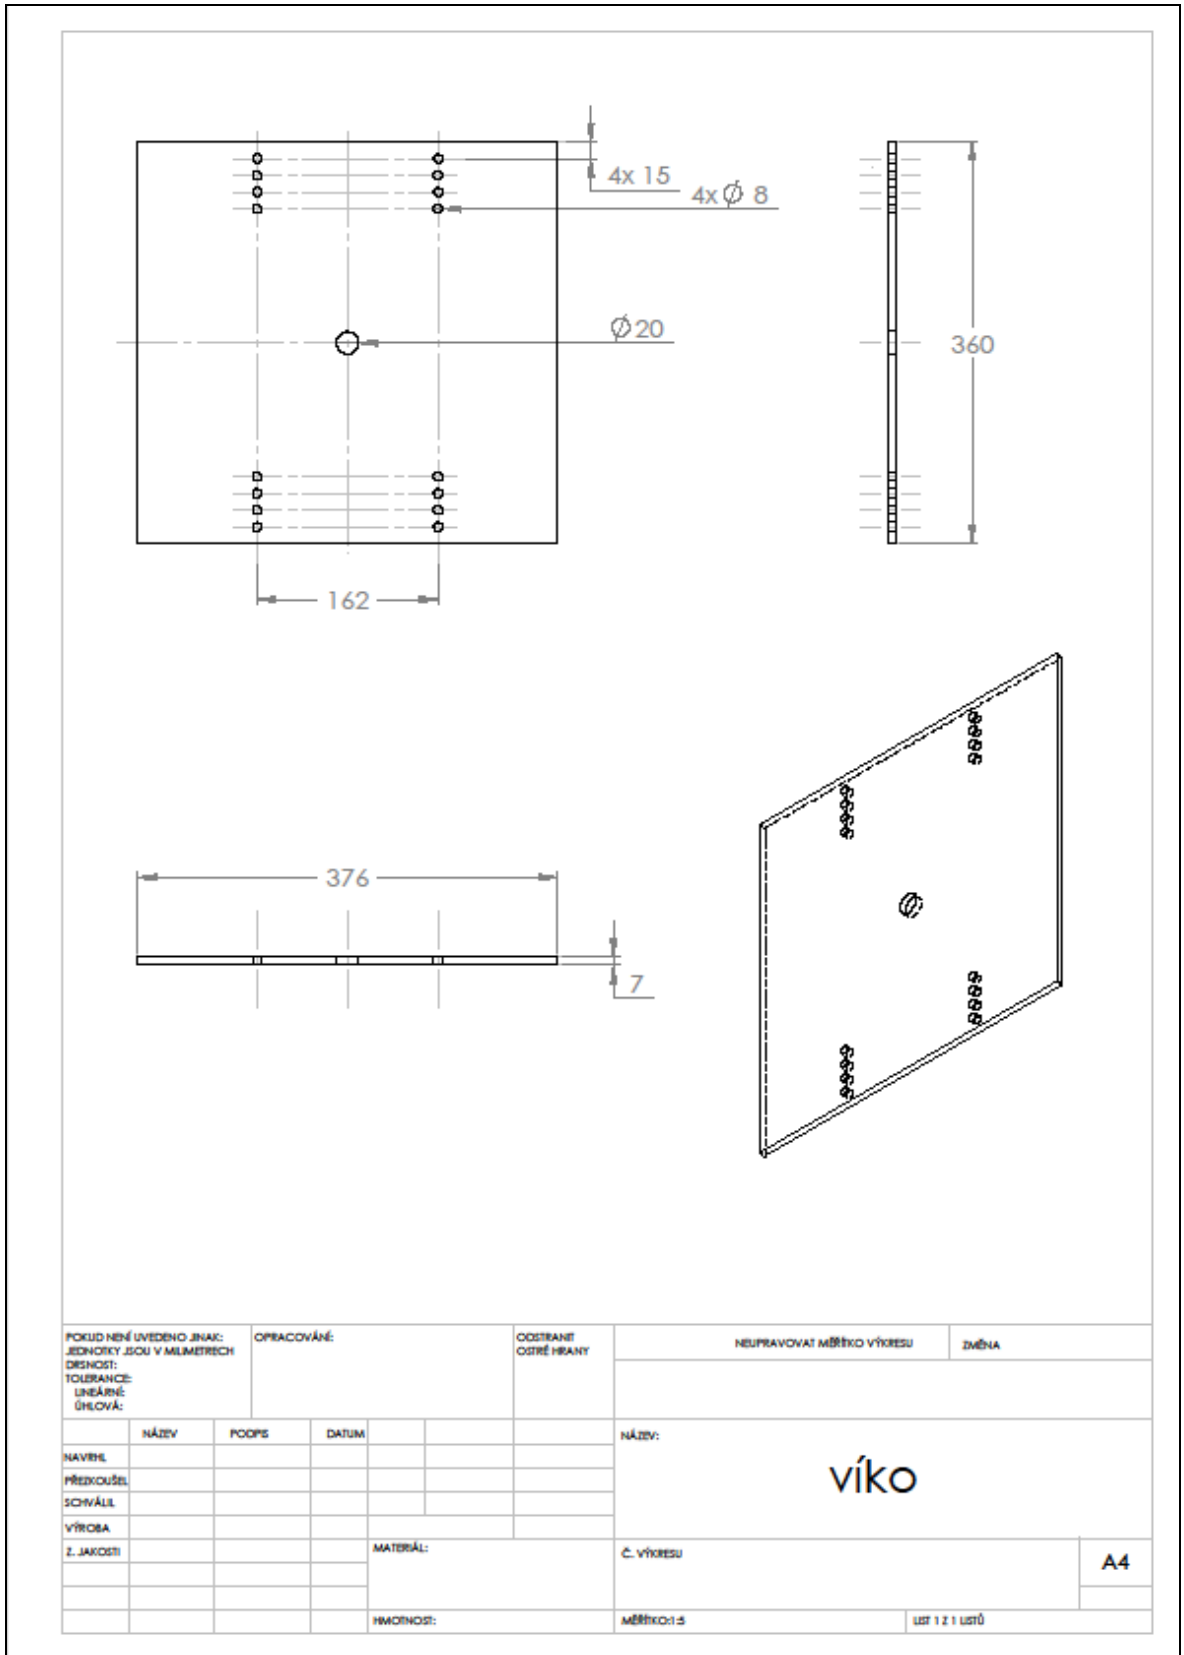 4x 15
4x Ø 8
Ø 20
360
162
376
7
POKUD NENÍ UVEDENO JINAK:
JEDNOTKY JSOU V MILIMETRECH
DRSNOST:
TOLERANCE:
LINEÁRNÍ:
ÚHLOVÁ:
OPRACOVÁNÍ:
ODSTRANIT
OSTRÉ HRANY
NEUPRAVOVAT MĚŘÍTKO VÝKRESU
ZMĚNA
NÁZEV
PODPIS
DATUM
NAVRHL
PŘEZKOUŠEL
SCHVÁLIL
VÝROBA
Z. JAKOSTI
NÁZEV:
víko
MATERIÁL:
Č. VÝKRESU
A4
HMOTNOST:
MĚŘÍTKO:1:5
LIST 1 Z 1 LISTŮ